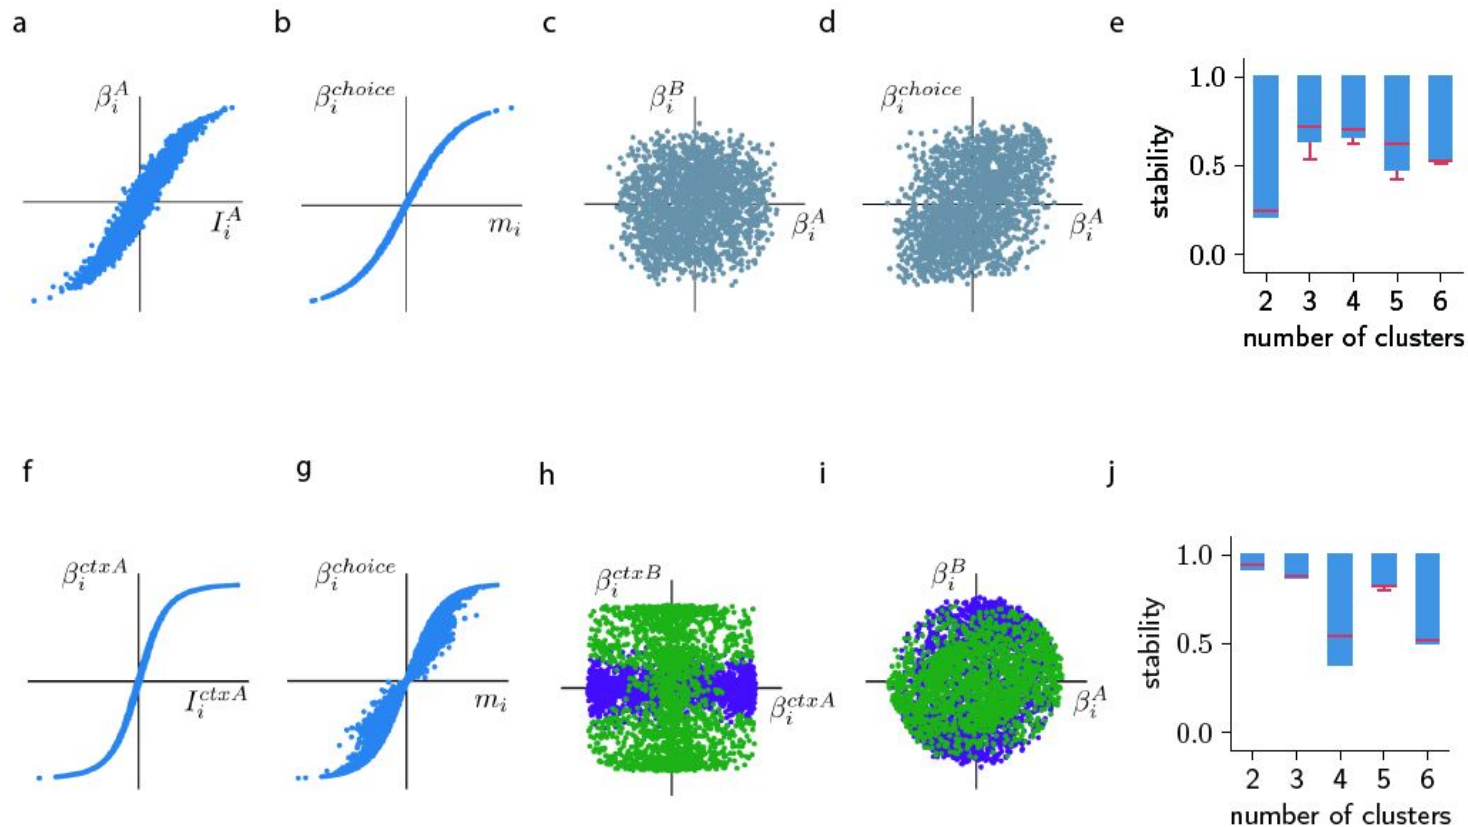 a
b
c
d
e
β_i^A
I_i^A
β_i^{choice}
m_i
β_i^B
β_i^A
β_i^{choice}
β_i^A
1.0
0.5
0.0
stability
2 3 4 5 6
number of clusters
f
g
h
i
j
β_i^{ctxA}
I_i^{ctxA}
β_i^{choice}
m_i
β_i^{ctxB}
β_i^{ctxA}
β_i^B
β_i^A
1.0
0.5
0.0
stability
2 3 4 5 6
number of clusters